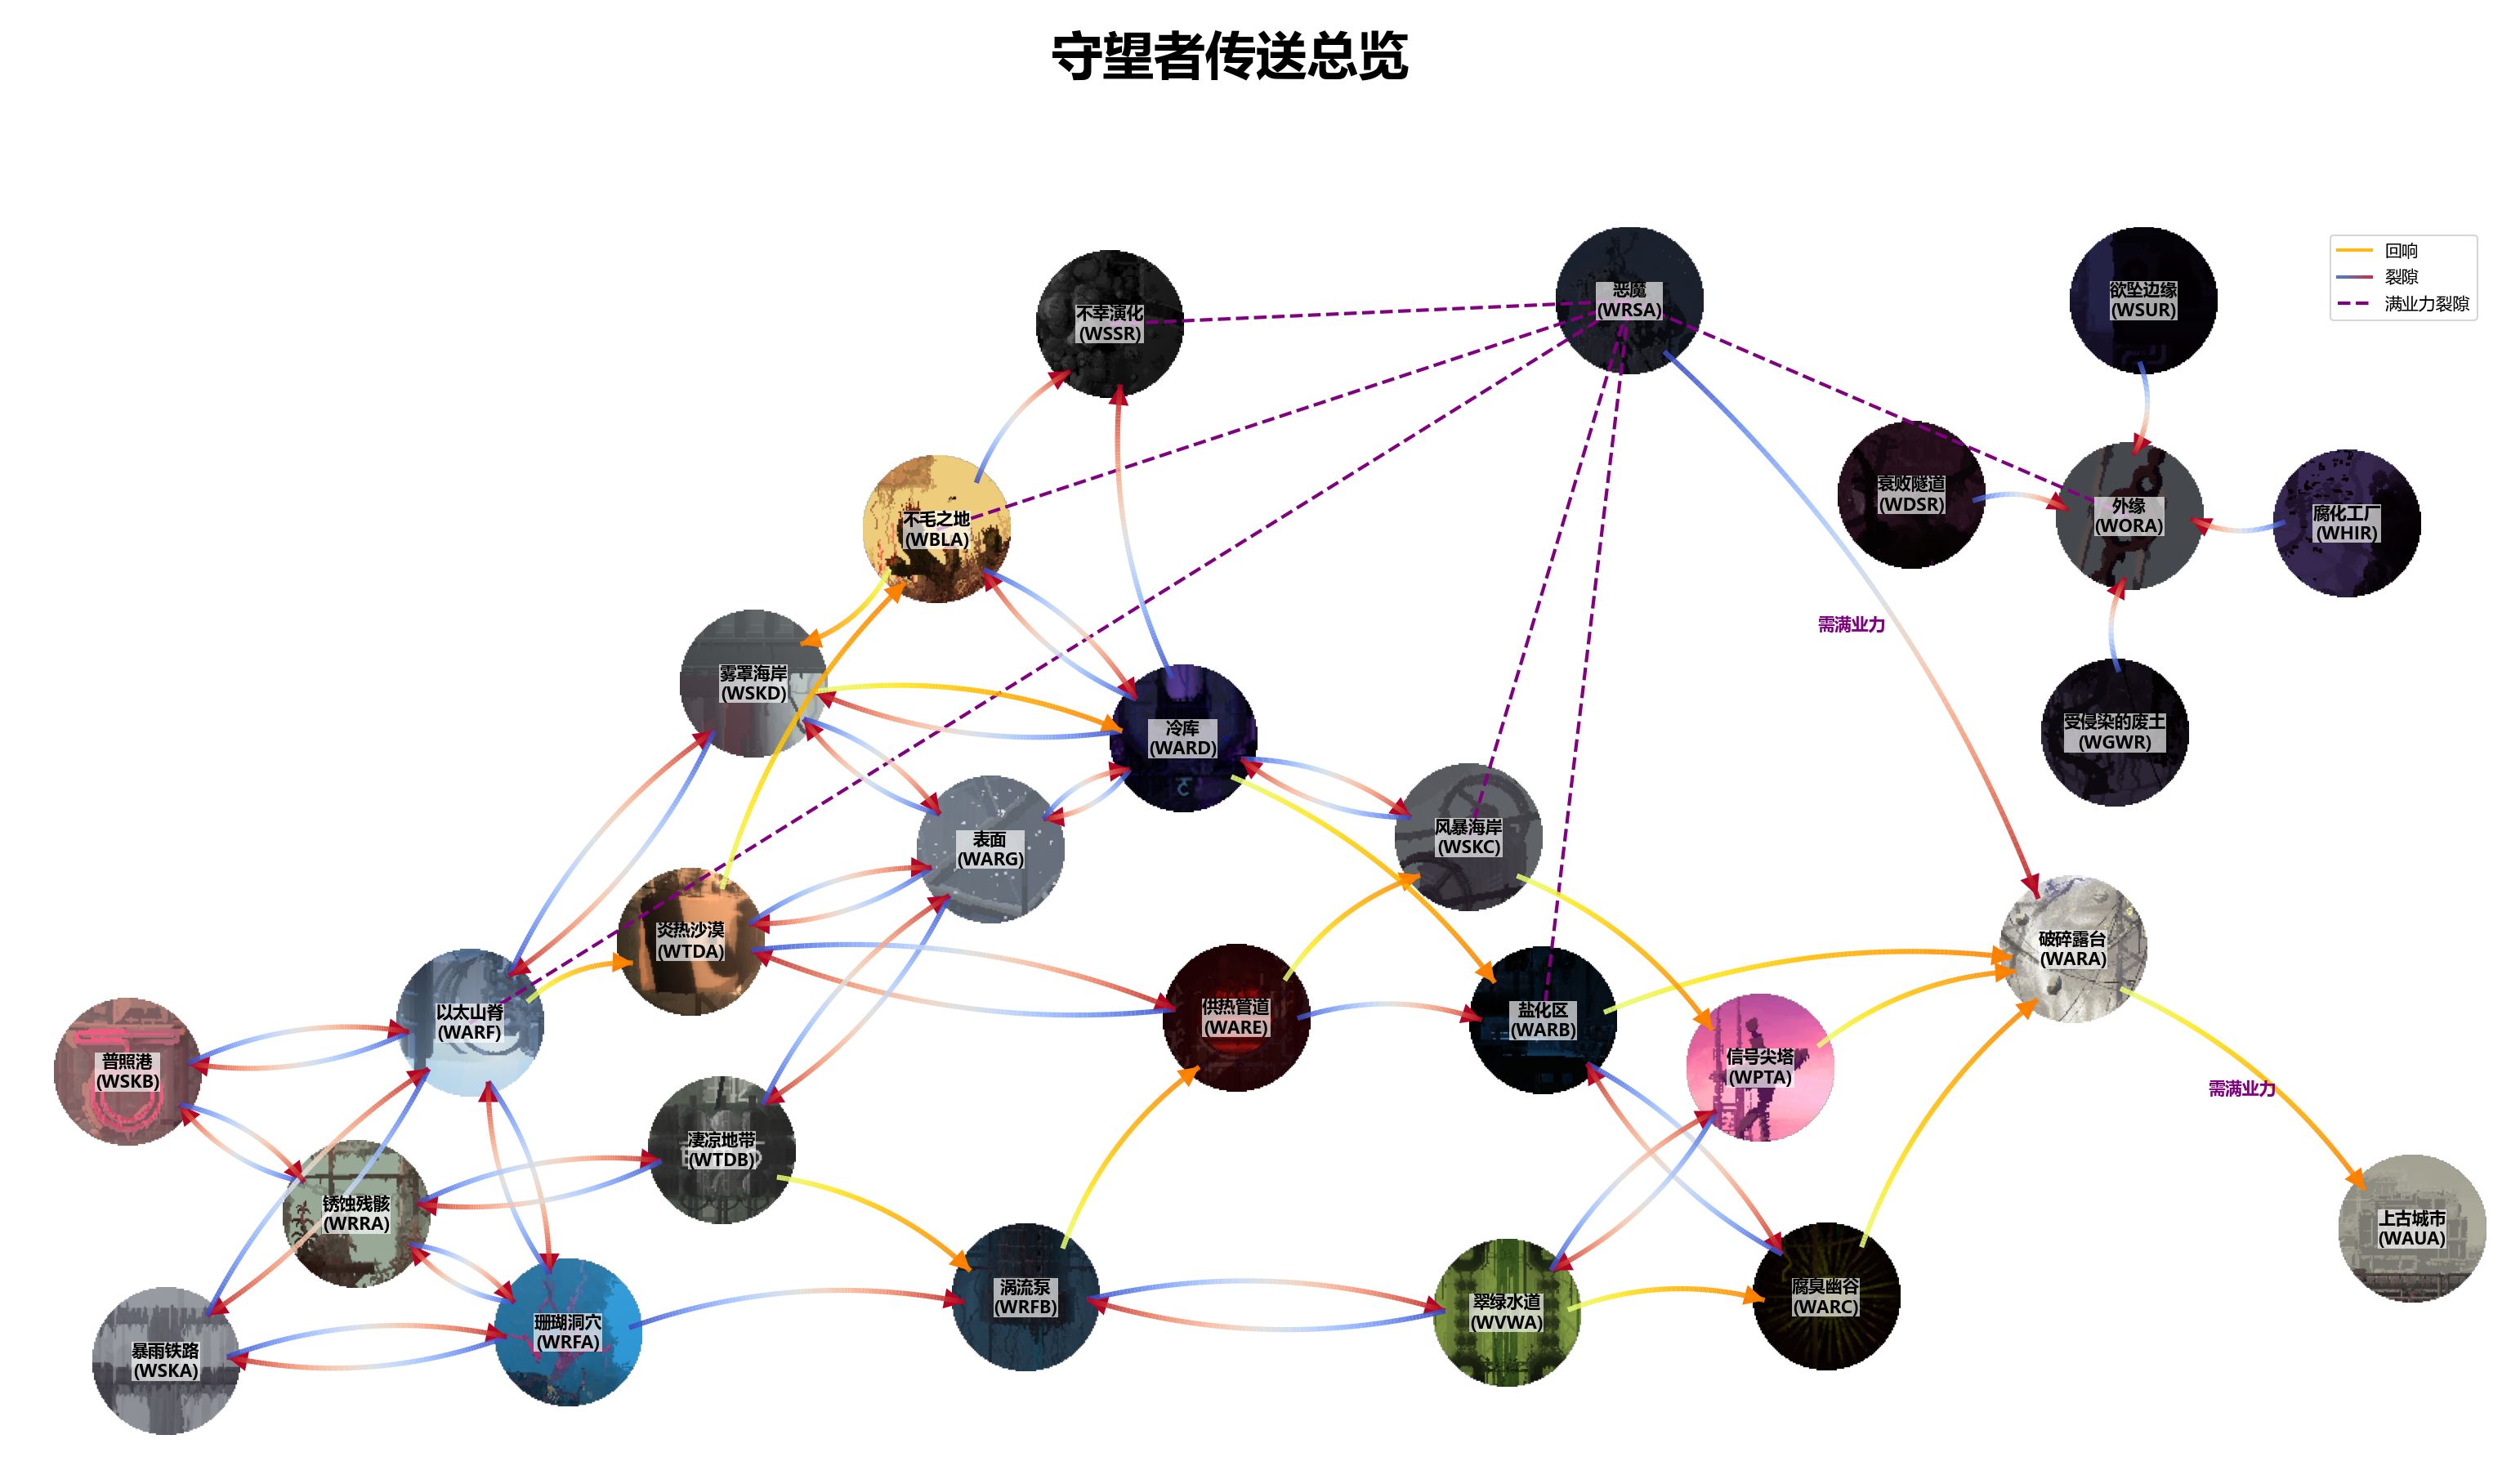 守望者传送总览
回响
裂隙
满业力裂隙
不幸演化
(WSSR)
恶魔
(WRSA)
欲坠边缘
(WSUR)
不毛之地
(WBLA)
衰败隧道
(WDSR)
外缘
(WORA)
腐化工厂
(WHIR)
需满业力
雾罩海岸
(WSKD)
冷库
(WARD)
受侵染的废土
(WGWR)
表面
(WARG)
风暴海岸
(WSKC)
炎热沙漠
(WTDA)
破碎露台
(WARA)
以太山脊
(WARF)
供热管道
(WARE)
盐化区
(WARB)
普照港
(WSKB)
信号尖塔
(WPTA)
需满业力
凄凉地带
(WTDB)
锈蚀残骸
(WRRA)
上古城市
(WAUA)
涡流泵
(WRFB)
腐臭幽谷
(WARC)
翠绿水道
(WVWA)
珊瑚洞穴
(WRFA)
暴雨铁路
(WSKA)